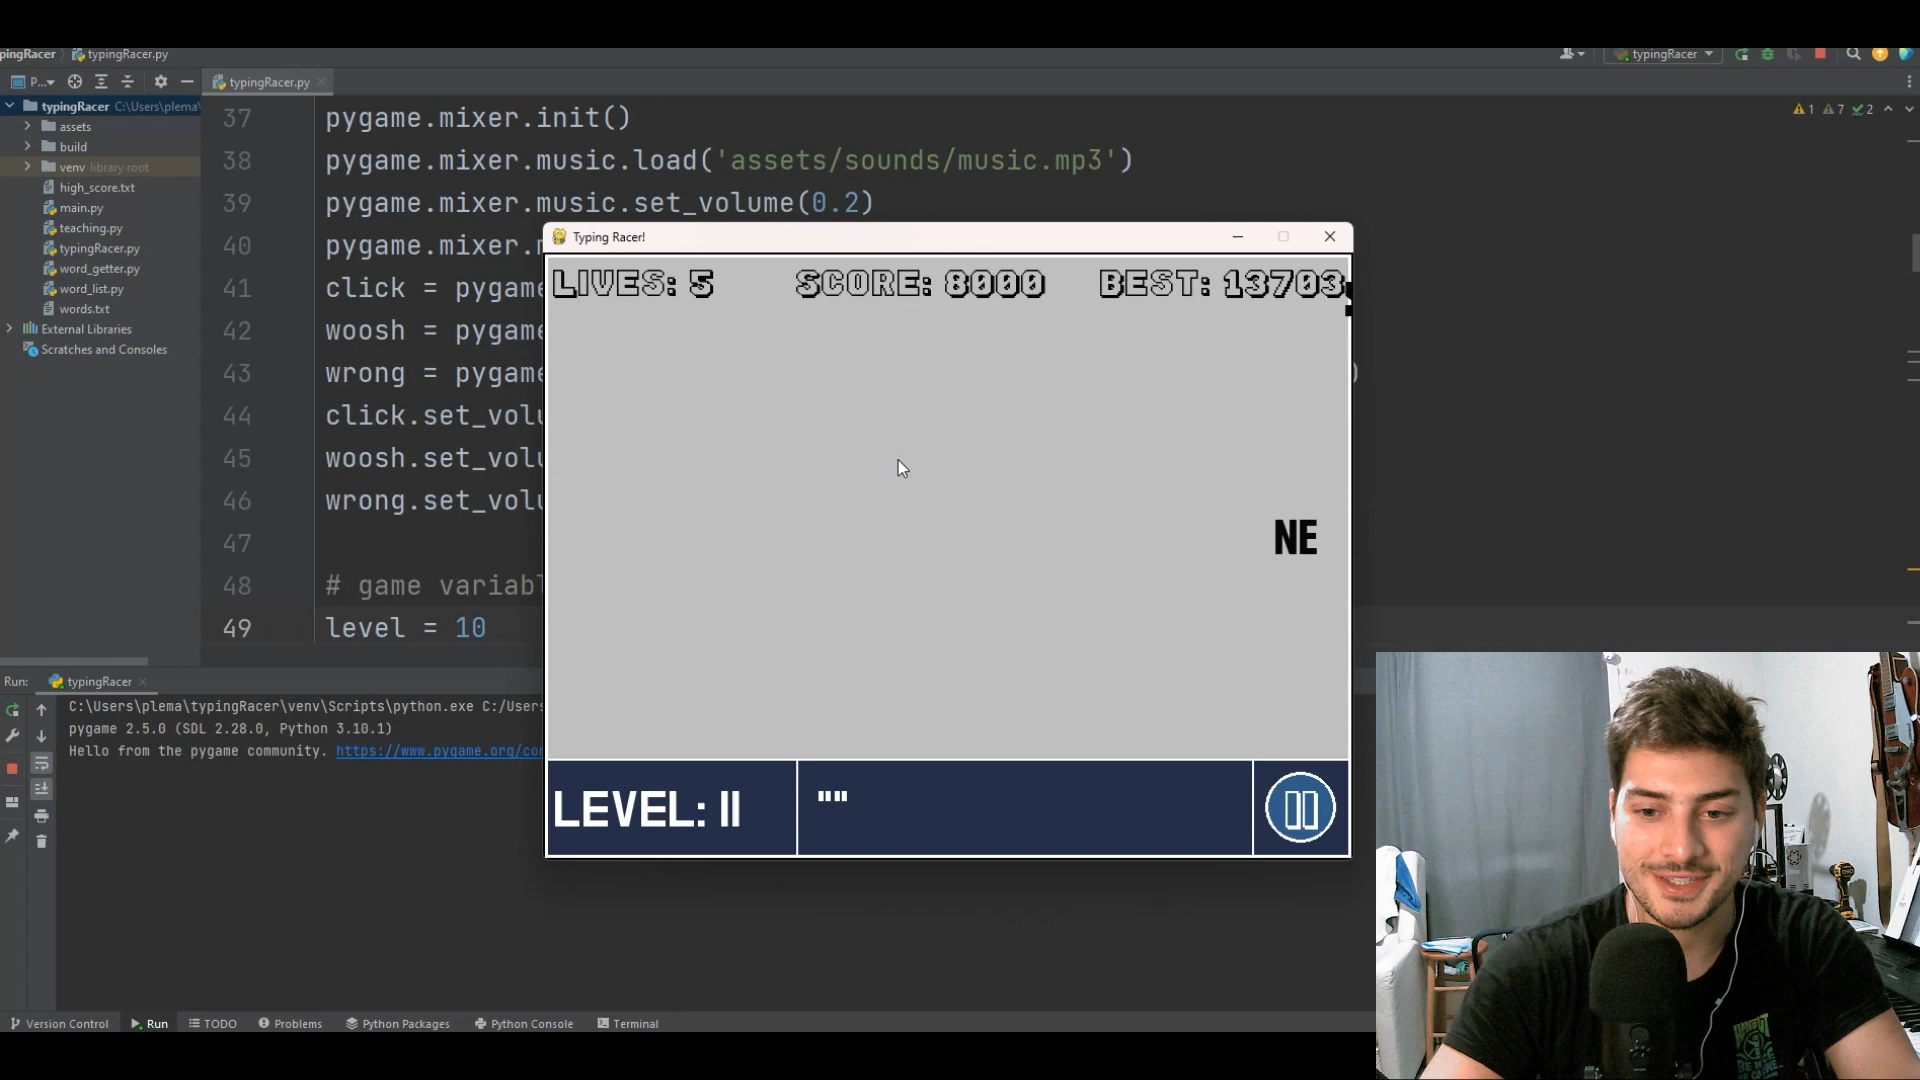 pingRacer typingRacer.py
typingRacer
P...
typingRacer.py
1 7 2
typingRacer C:\Users\plema\
assets
build
venv library root
high_score.txt
main.py
teaching.py
typingRacer.py
word_getter.py
word_list.py
words.txt
External Libraries
Scratches and Consoles
37 pygame.mixer.init()
38 pygame.mixer.music.load('assets/sounds/music.mp3')
39 pygame.mixer.music.set_volume(0.2)
40 pygame.mixer.
41 click = pygame
42 woosh = pygame
43 wrong = pygame )
44 click.set_volu
45 woosh.set_volu
46 wrong.set_volu
47
48 # game variabl
49 level = 10
Typing Racer!
LIVES: 5 SCORE: 8000 BEST: 13703
NE
LEVEL: 11 ""
Run: typingRacer
C:\Users\plema\typingRacer\venv\Scripts\python.exe C:/Users
pygame 2.5.0 (SDL 2.28.0, Python 3.10.1)
Hello from the pygame community. https://www.pygame.org/co
Version Control Run TODO Problems Python Packages Python Console Terminal